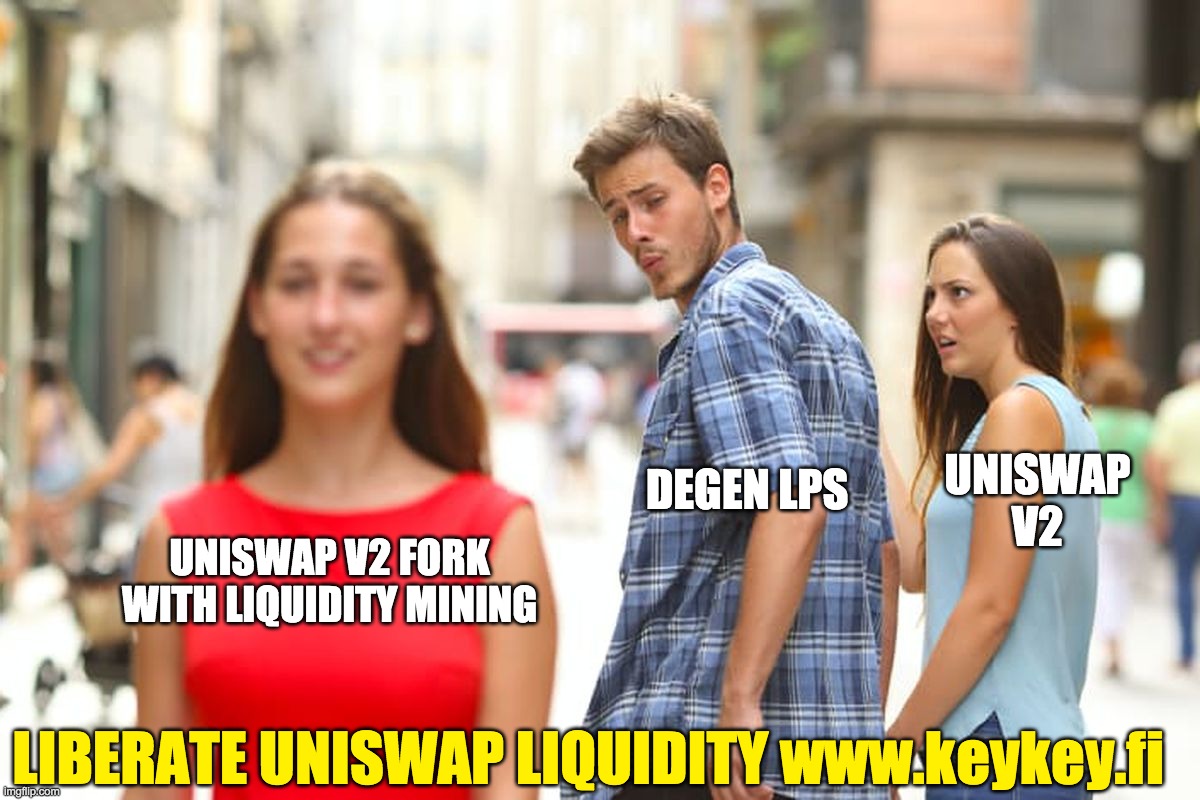 DEGEN LPS
UNISWAP
V2
UNISWAP V2 FORK
WITH LIQUIDITY MINING
LIBERATE UNISWAP LIQUIDITY www.keykey.fi
imgflip.com